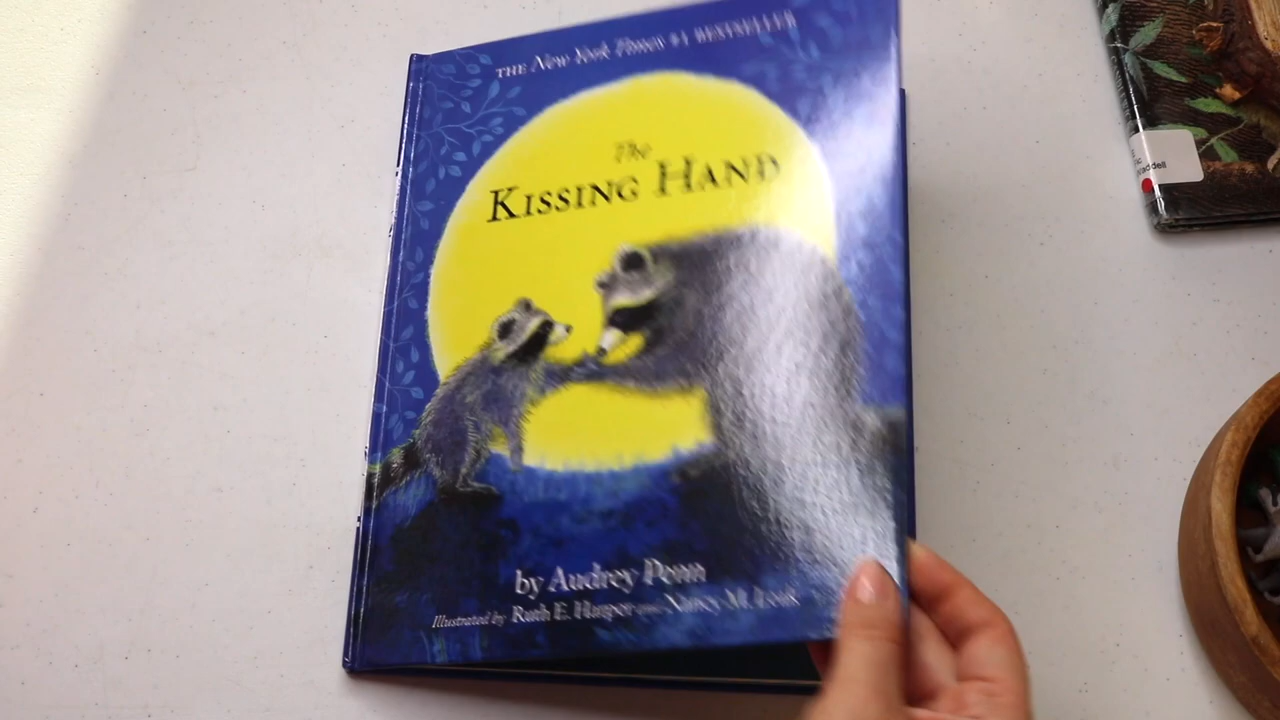 THE New York Times #1 BESTSELLER
The
KISSING HAND
by Audrey Penn
Illustrated by Ruth E. Harper and Nancy M. Leak
E
Waddell